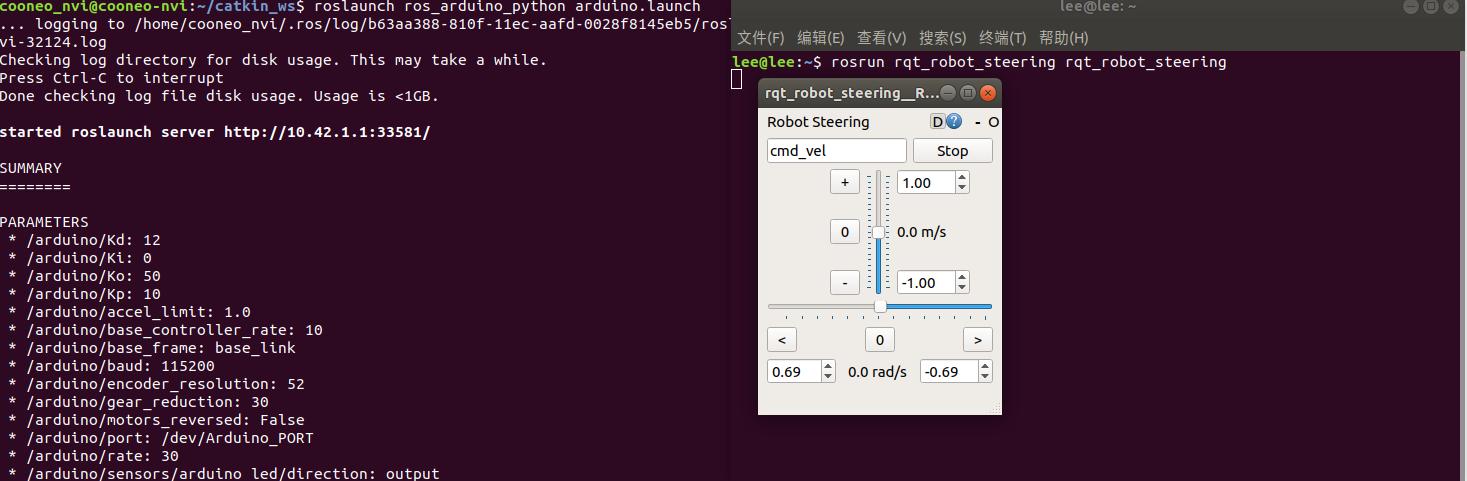 cooneo_nvi@cooneo-nvi:~/catkin_ws$ roslaunch ros_arduino_python arduino.launch
... logging to /home/cooneo_nvi/.ros/log/b63aa388-810f-11ec-aafd-0028f8145eb5/rosl
vi-32124.log
Checking log directory for disk usage. This may take a while.
Press Ctrl-C to interrupt
Done checking log file disk usage. Usage is <1GB.
started roslaunch server http://10.42.1.1:33581/
SUMMARY
========
PARAMETERS
* /arduino/Kd: 12
* /arduino/Ki: 0
* /arduino/Ko: 50
* /arduino/Kp: 10
* /arduino/accel_limit: 1.0
* /arduino/base_controller_rate: 10
* /arduino/base_frame: base_link
* /arduino/baud: 115200
* /arduino/encoder_resolution: 52
* /arduino/gear_reduction: 30
* /arduino/motors_reversed: False
* /arduino/port: /dev/Arduino_PORT
* /arduino/rate: 30
* /arduino/sensors/arduino_led/direction: output
lee@lee: ~
文件(F) 编辑(E) 查看(V) 搜索(S) 终端(T) 帮助(H)
lee@lee:~$ rosrun rqt_robot_steering rqt_robot_steering
rqt_robot_steering__R...
Robot Steering D ? - O
cmd_vel Stop
+ 1.00
0 0.0 m/s
- -1.00
< 0 >
0.69 0.0 rad/s -0.69